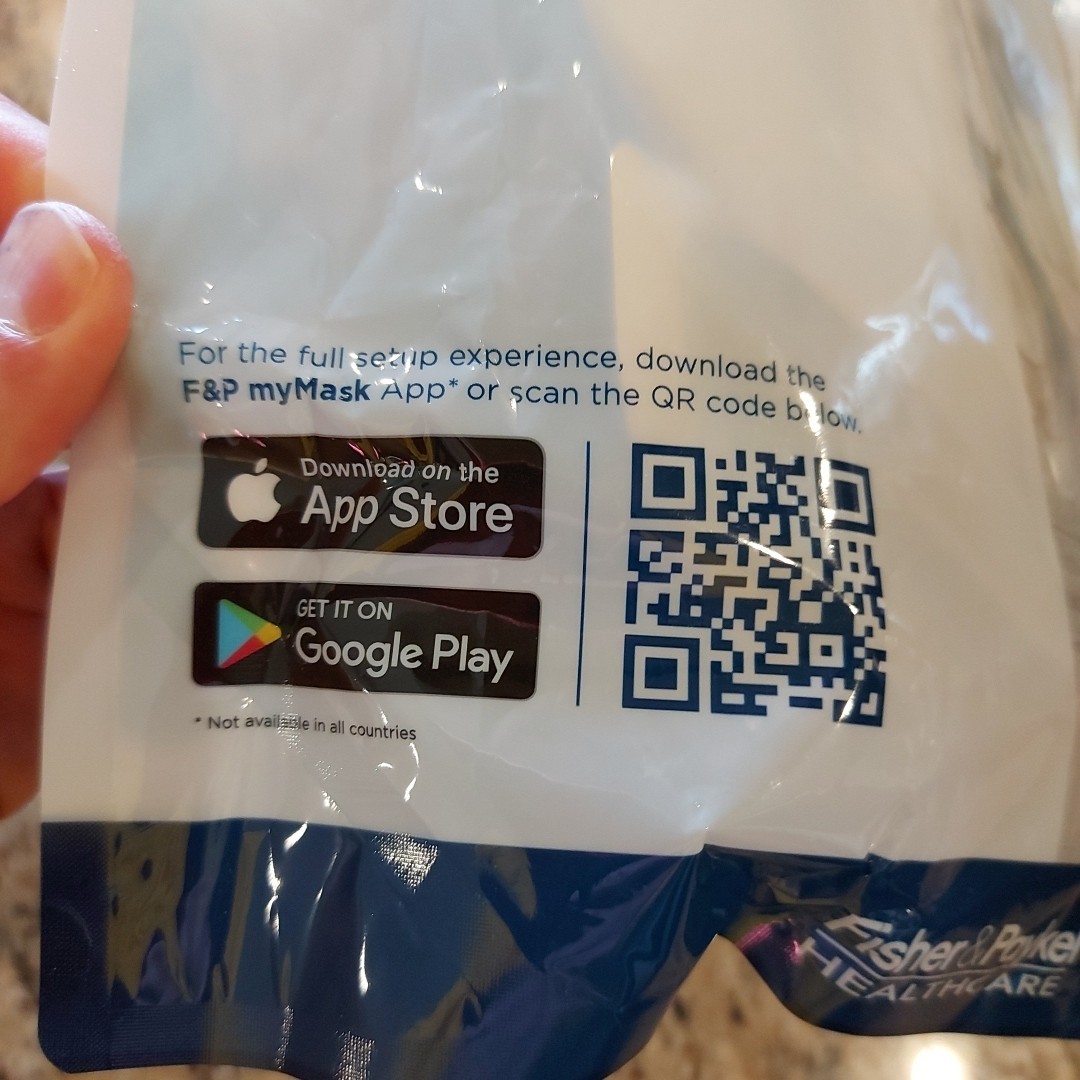 For the full setup experience, download the
F&P myMask App* or scan the QR code below.
Download on the
App Store
GET IT ON
Google Play
* Not available in all countries
Fisher & Paykel
HEALTHCARE